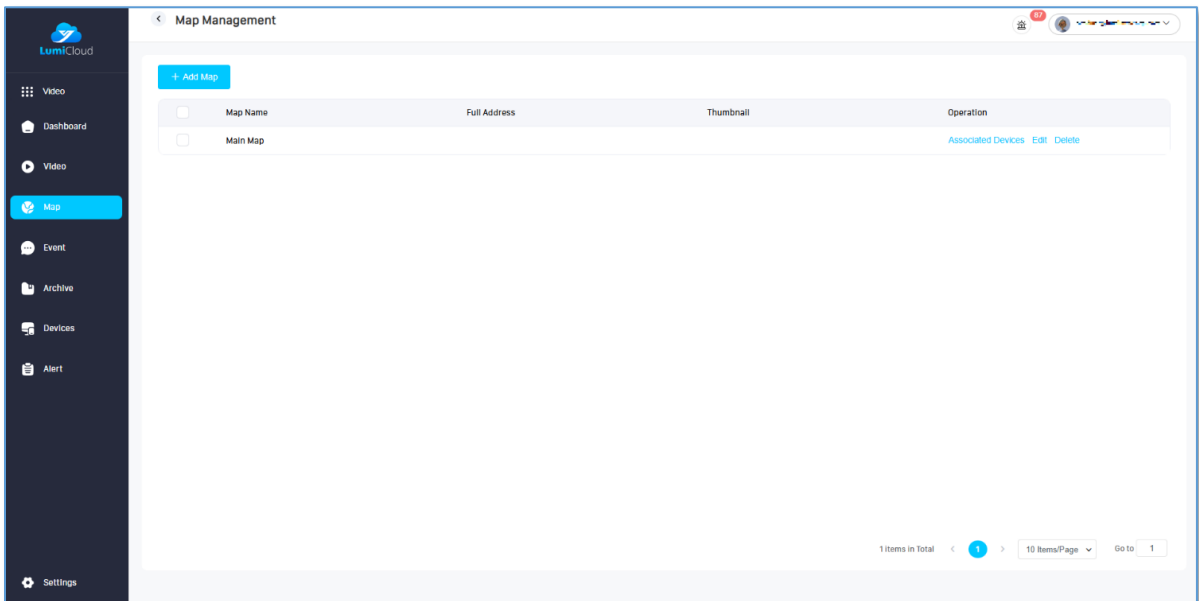 LumiCloud
Video
Dashboard
Video
Map
Event
Archive
Devices
Alert
Settings
Map Management
87
+ Add Map
Map Name Full Address Thumbnail Operation
Main Map Associated Devices Edit Delete
1 items in Total < 1 > 10 Items/Page Go to 1